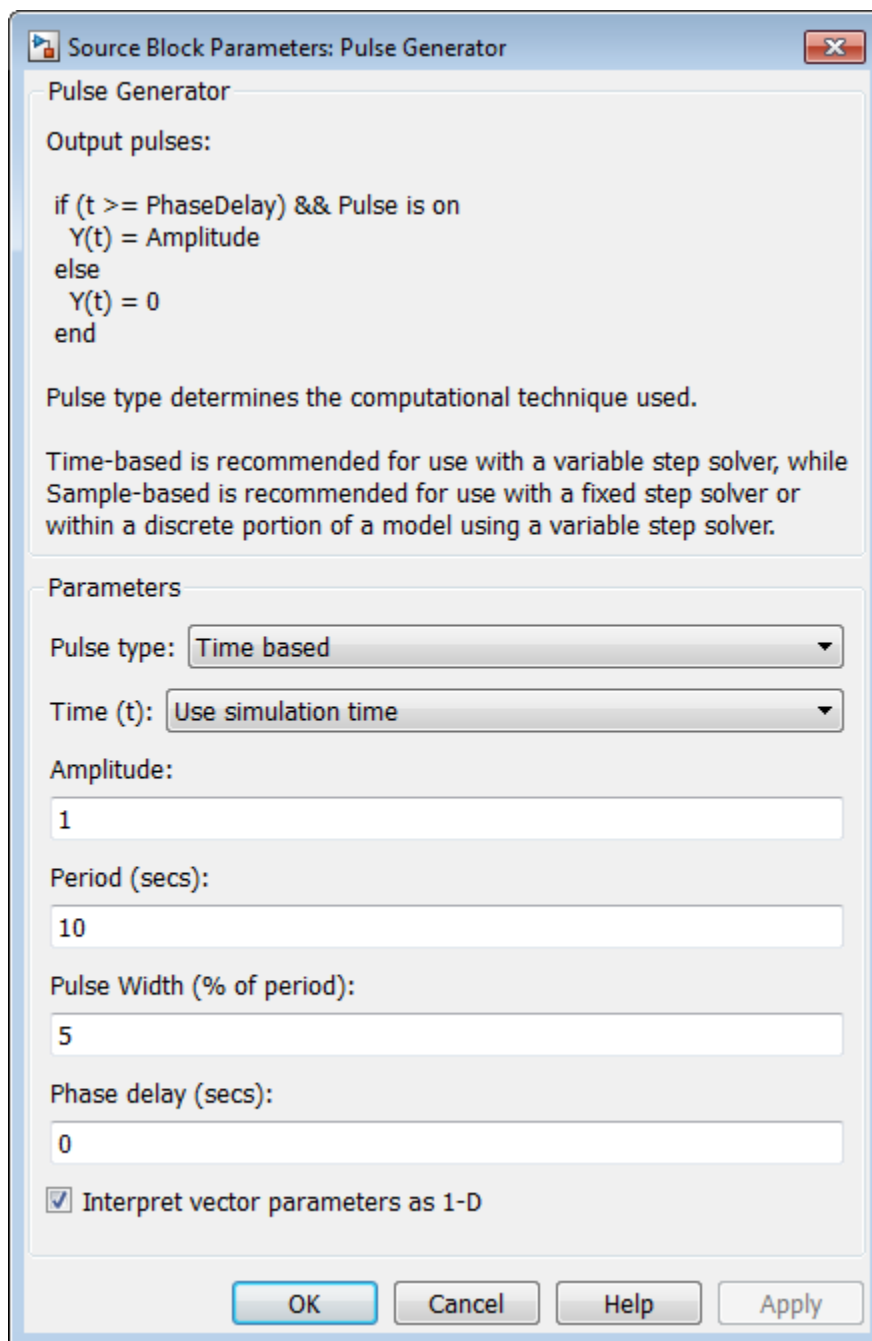 Source Block Parameters: Pulse Generator
Pulse Generator
Output pulses:
if (t >= PhaseDelay) && Pulse is on
Y(t) = Amplitude
else
Y(t) = 0
end
Pulse type determines the computational technique used.
Time-based is recommended for use with a variable step solver, while
Sample-based is recommended for use with a fixed step solver or
within a discrete portion of a model using a variable step solver.
Parameters
Pulse type: Time based
Time (t): Use simulation time
Amplitude:
1
Period (secs):
10
Pulse Width (% of period):
5
Phase delay (secs):
0
Interpret vector parameters as 1-D
OK Cancel Help Apply